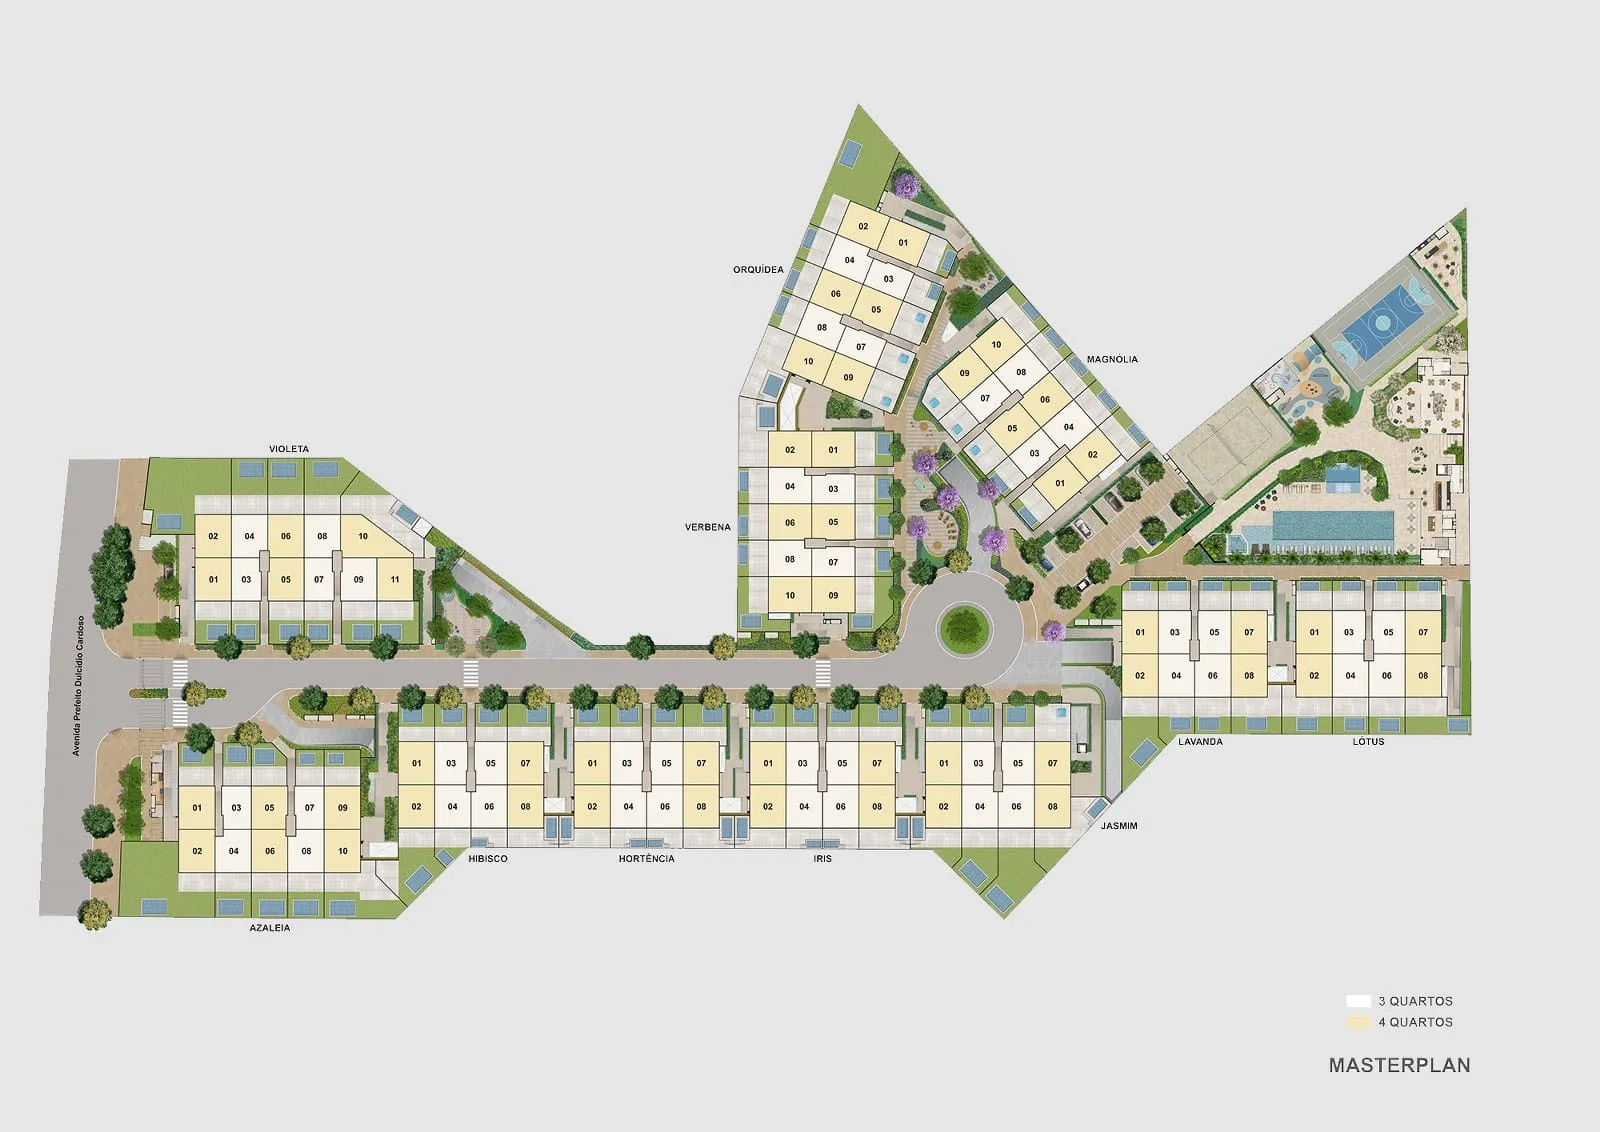 ORQUÍDEA
02 01
04 03
06 05
08 07
10 09
MAGNÓLIA
10
09 08
07 06
05 04
03 02
01
VERBENA
02 01
04 03
06 05
08 07
10 09
VIOLETA
02 04 06 08 10
01 03 05 07 09 11
Avenida Prefeito Dulcídio Cardoso
01 03 05 07
02 04 06 08
LAVANDA
01 03 05 07
02 04 06 08
LÓTUS
01 03 05 07 09
02 04 06 08 10
AZALEIA
01 03 05 07
02 04 06 08
HIBISCO
01 03 05 07
02 04 06 08
HORTÊNCIA
01 03 05 07
02 04 06 08
IRIS
01 03 05 07
02 04 06 08
JASMIM
3 QUARTOS
4 QUARTOS
MASTERPLAN